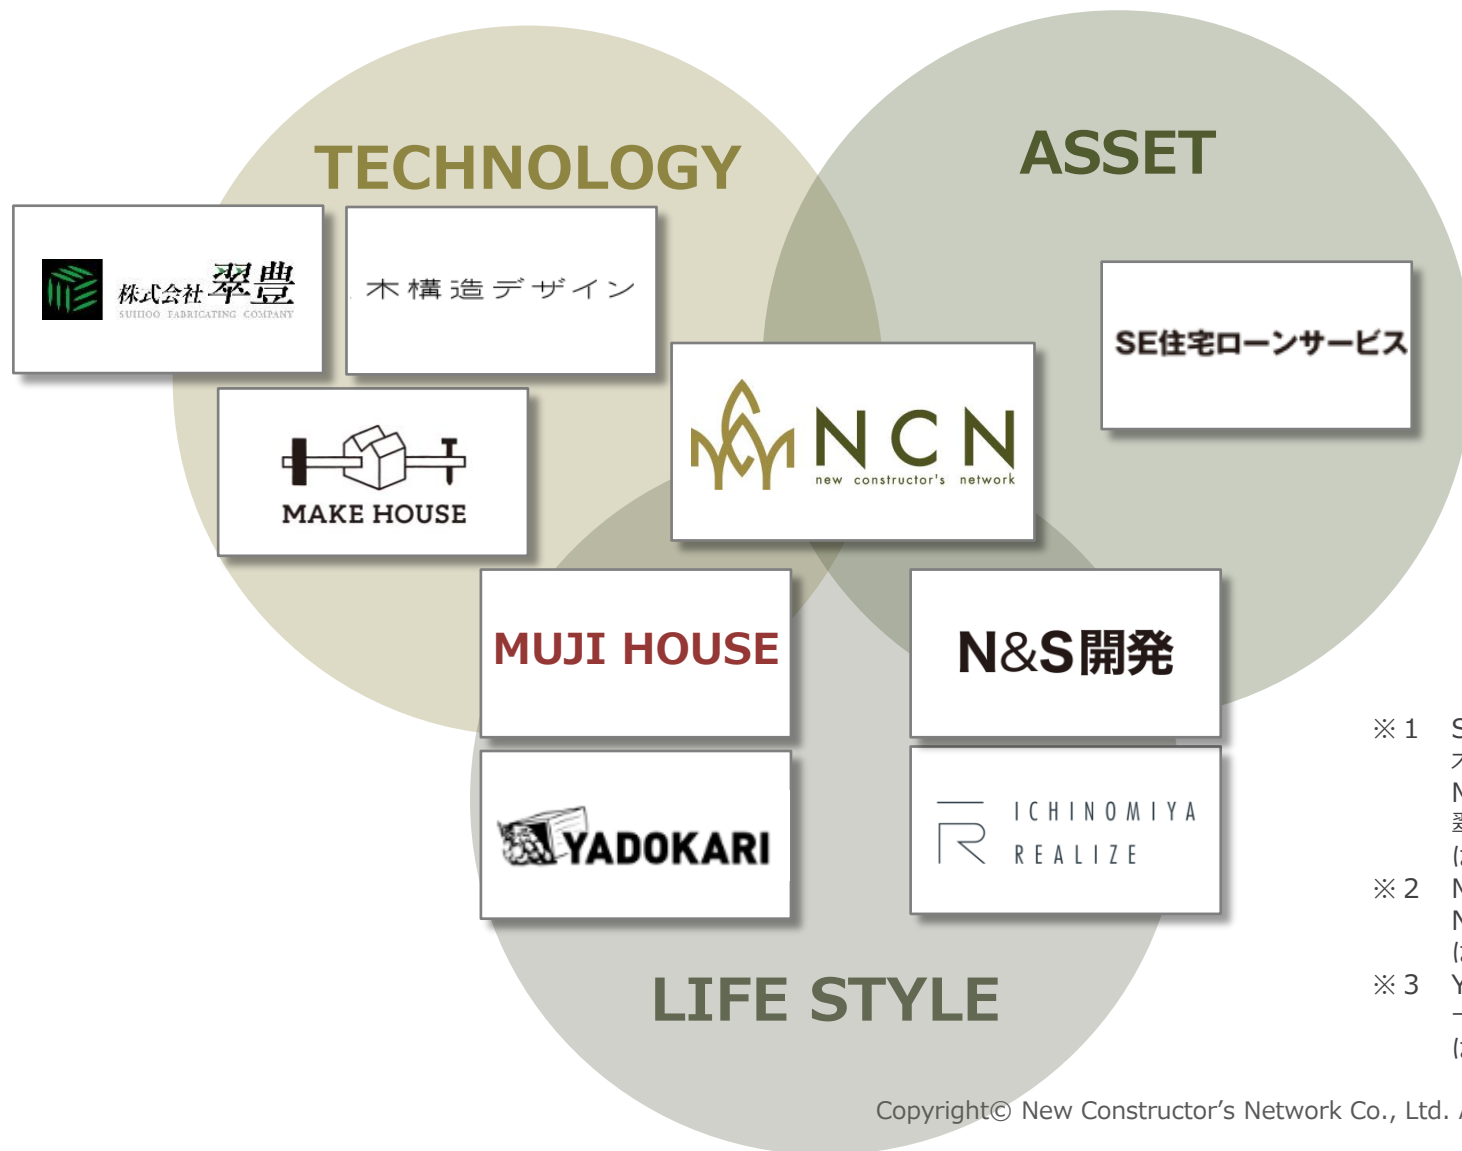 TECHNOLOGY
ASSET
株式会社 翠豊
SUIHOO FABRICATING COMPANY
木構造デザイン
SE住宅ローンサービス
MAKE HOUSE
NCN
new constructor's network
MUJI HOUSE
N&S開発
YADOKARI
ICHINOMIYA
REALIZE
LIFE STYLE
※1 S
※2
※3 Y
Copyright© New Constructor’s Network Co., Ltd.